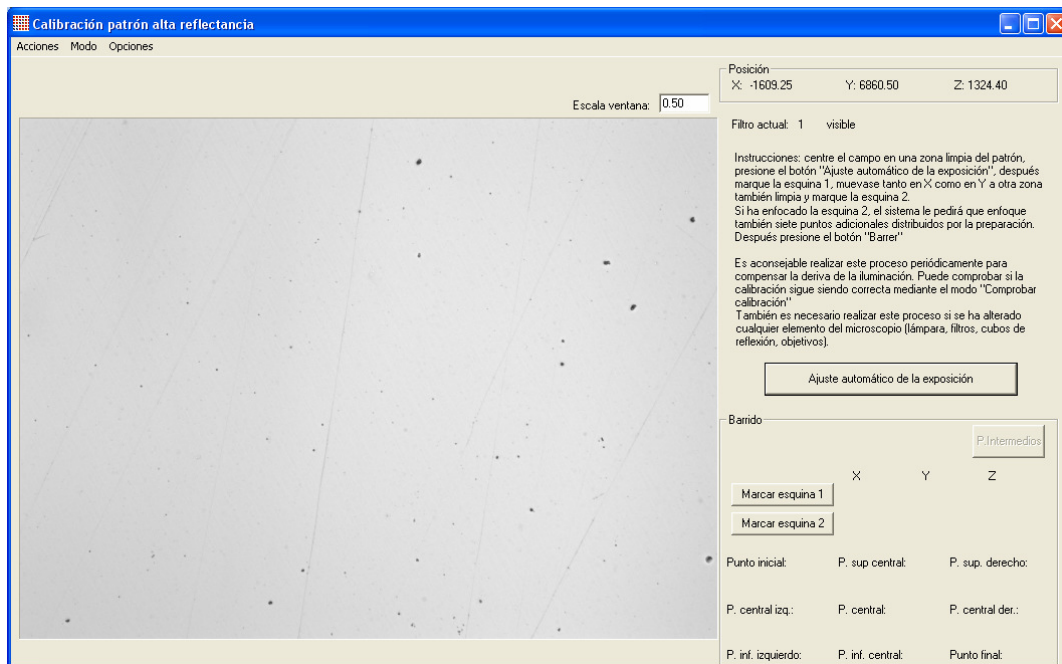 Calibración patrón alta reflectancia
Acciones Modo Opciones
Posición
X: -1609.25 Y: 6860.50 Z: 1324.40
Escala ventana: 0.50
Filtro actual: 1 visible
Instrucciones: centre el campo en una zona limpia del patrón,
presione el botón "Ajuste automático de la exposición", después
marque la esquina 1, muevase tanto en X como en Y a otra zona
también limpia y marque la esquina 2.
Si ha enfocado la esquina 2, el sistema le pedirá que enfoque
también siete puntos adicionales distribuidos por la preparación.
Después presione el botón "Barrer"
Es aconsejable realizar este proceso periódicamente para
compensar la deriva de la iluminación. Puede comprobar si la
calibración sigue siendo correcta mediante el modo "Comprobar
calibración"
También es necesario realizar este proceso si se ha alterado
cualquier elemento del microscopio (lámpara, filtros, cubos de
reflexión, objetivos).
Ajuste automático de la exposición
Barrido
P.Intermedios
X Y Z
Marcar esquina 1
Marcar esquina 2
Punto inicial: P. sup central: P. sup. derecho:
P. central izq.: P. central: P. central der.:
P. inf. izquierdo: P. inf. central: Punto final: